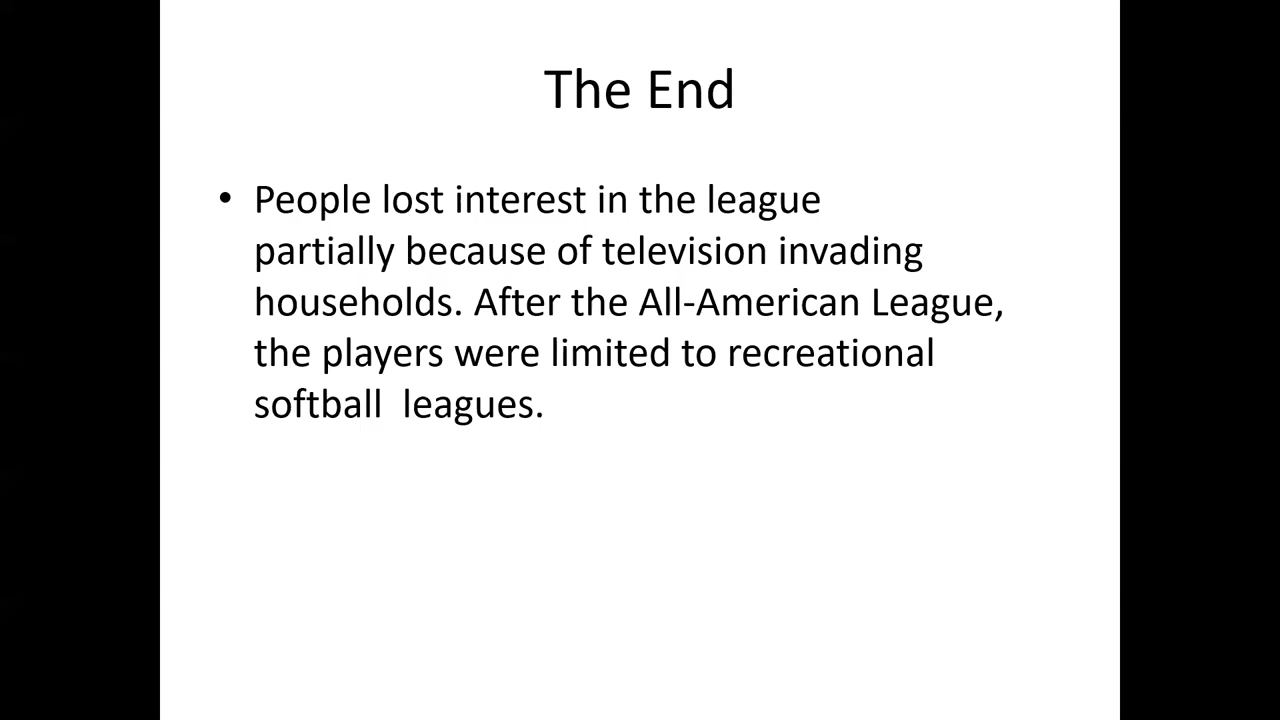 The End
• People lost interest in the league
partially because of television invading
households. After the All-American League,
the players were limited to recreational
softball  leagues.